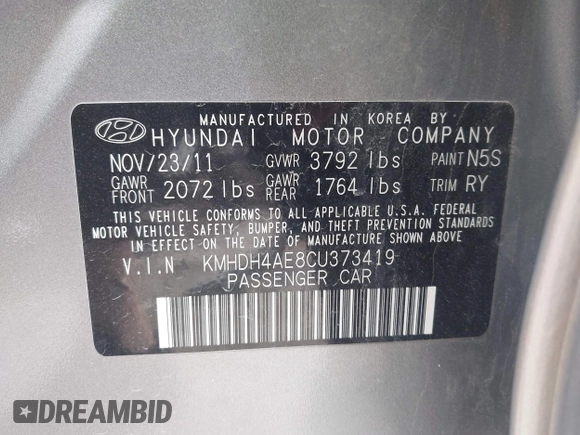 MANUFACTURED IN KOREA BY
HYUNDAI MOTOR COMPANY
NOV/23/11 GVWR 3792 lbs PAINT N5S
GAWR FRONT 2072 lbs GAWR REAR 1764 lbs TRIM RY
THIS VEHICLE CONFORMS TO ALL APPLICABLE U.S.A. FEDERAL
MOTOR VEHICLE SAFETY, BUMPER, AND THEFT PREVENTION STANDARDS
IN EFFECT ON THE DATE OF MANUFACTURE SHOWN ABOVE.
V.I.N KMHDH4AE8CU373419
PASSENGER CAR
DREAMBID